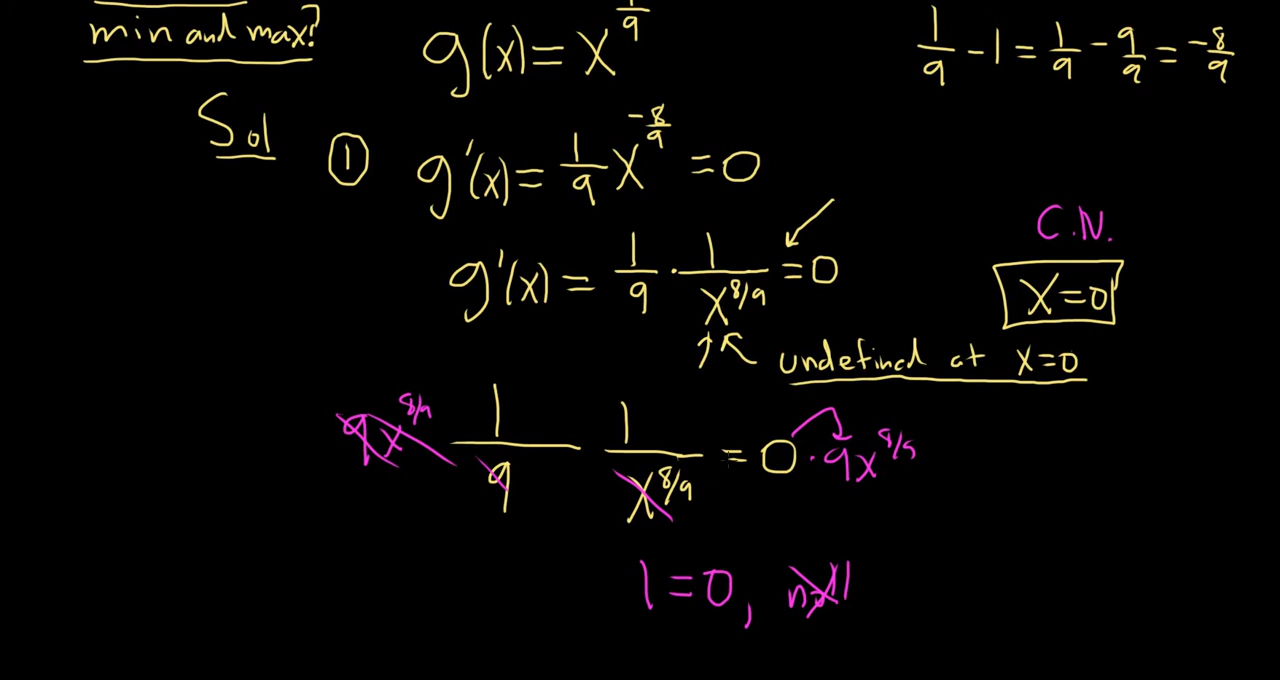 min and max?
g(x) = x^{1/9}
1/9 - 1 = 1/9 - 9/9 = -8/9
Sol ① g'(x) = 1/9 x^{-8/9} = 0
C.N.
g'(x) = 1/9 · 1/x^{8/9} = 0
x=0
undefined at x=0
9x^{8/9} 1/9 1/x^{8/9} = 0 · 9x^{8/9}
1 = 0,